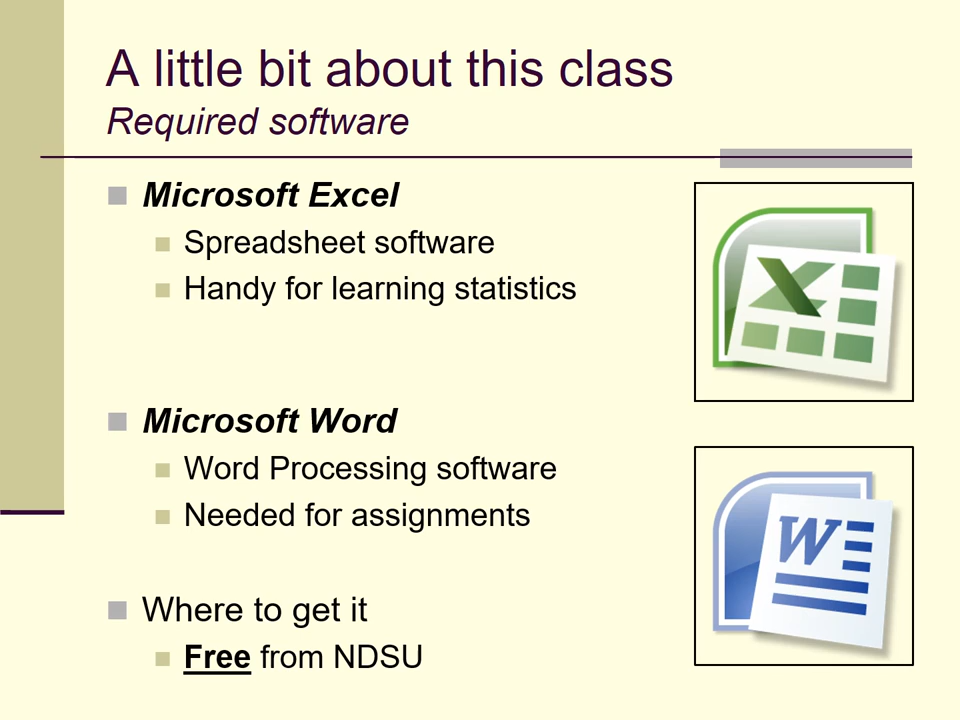 A little bit about this class
Required software
Microsoft Excel
Spreadsheet software
Handy for learning statistics
Microsoft Word
Word Processing software
Needed for assignments
Where to get it
Free from NDSU